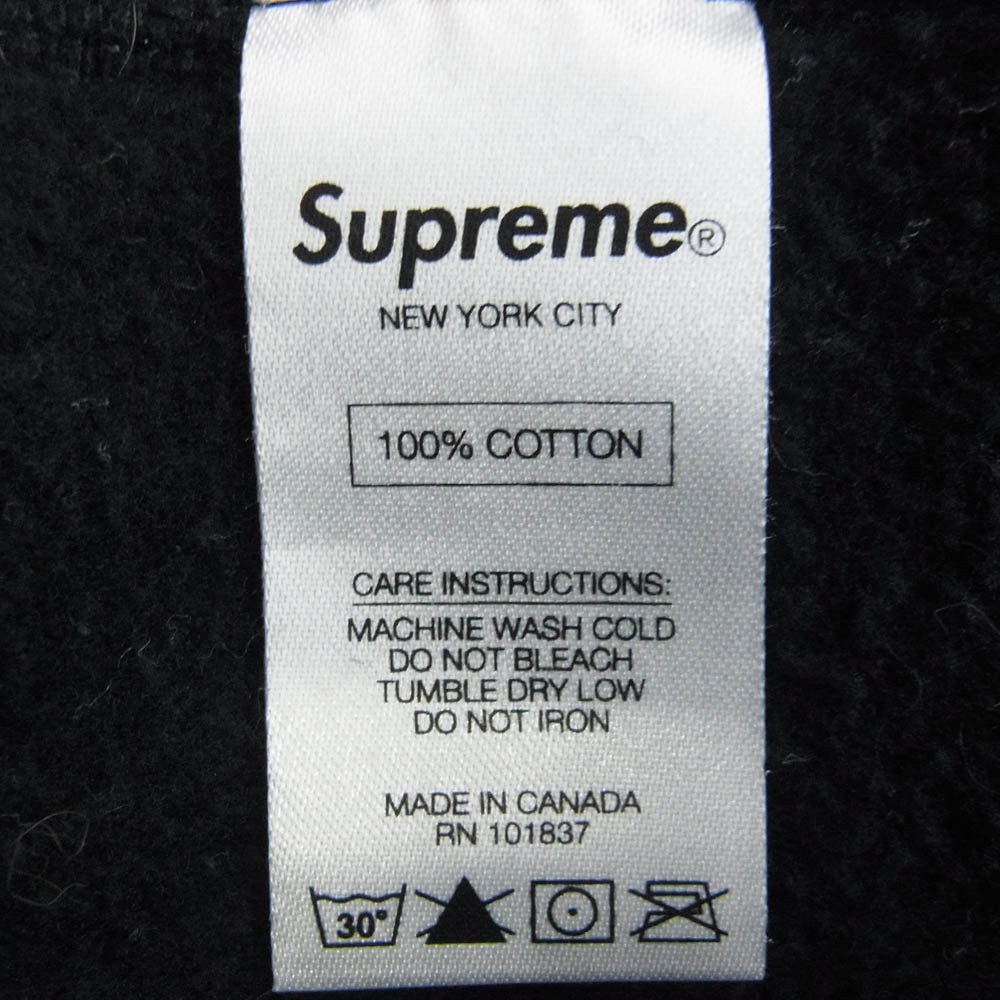 Supreme®
NEW YORK CITY
100% COTTON
CARE INSTRUCTIONS:
MACHINE WASH COLD
DO NOT BLEACH
TUMBLE DRY LOW
DO NOT IRON
MADE IN CANADA
RN 101837
30°